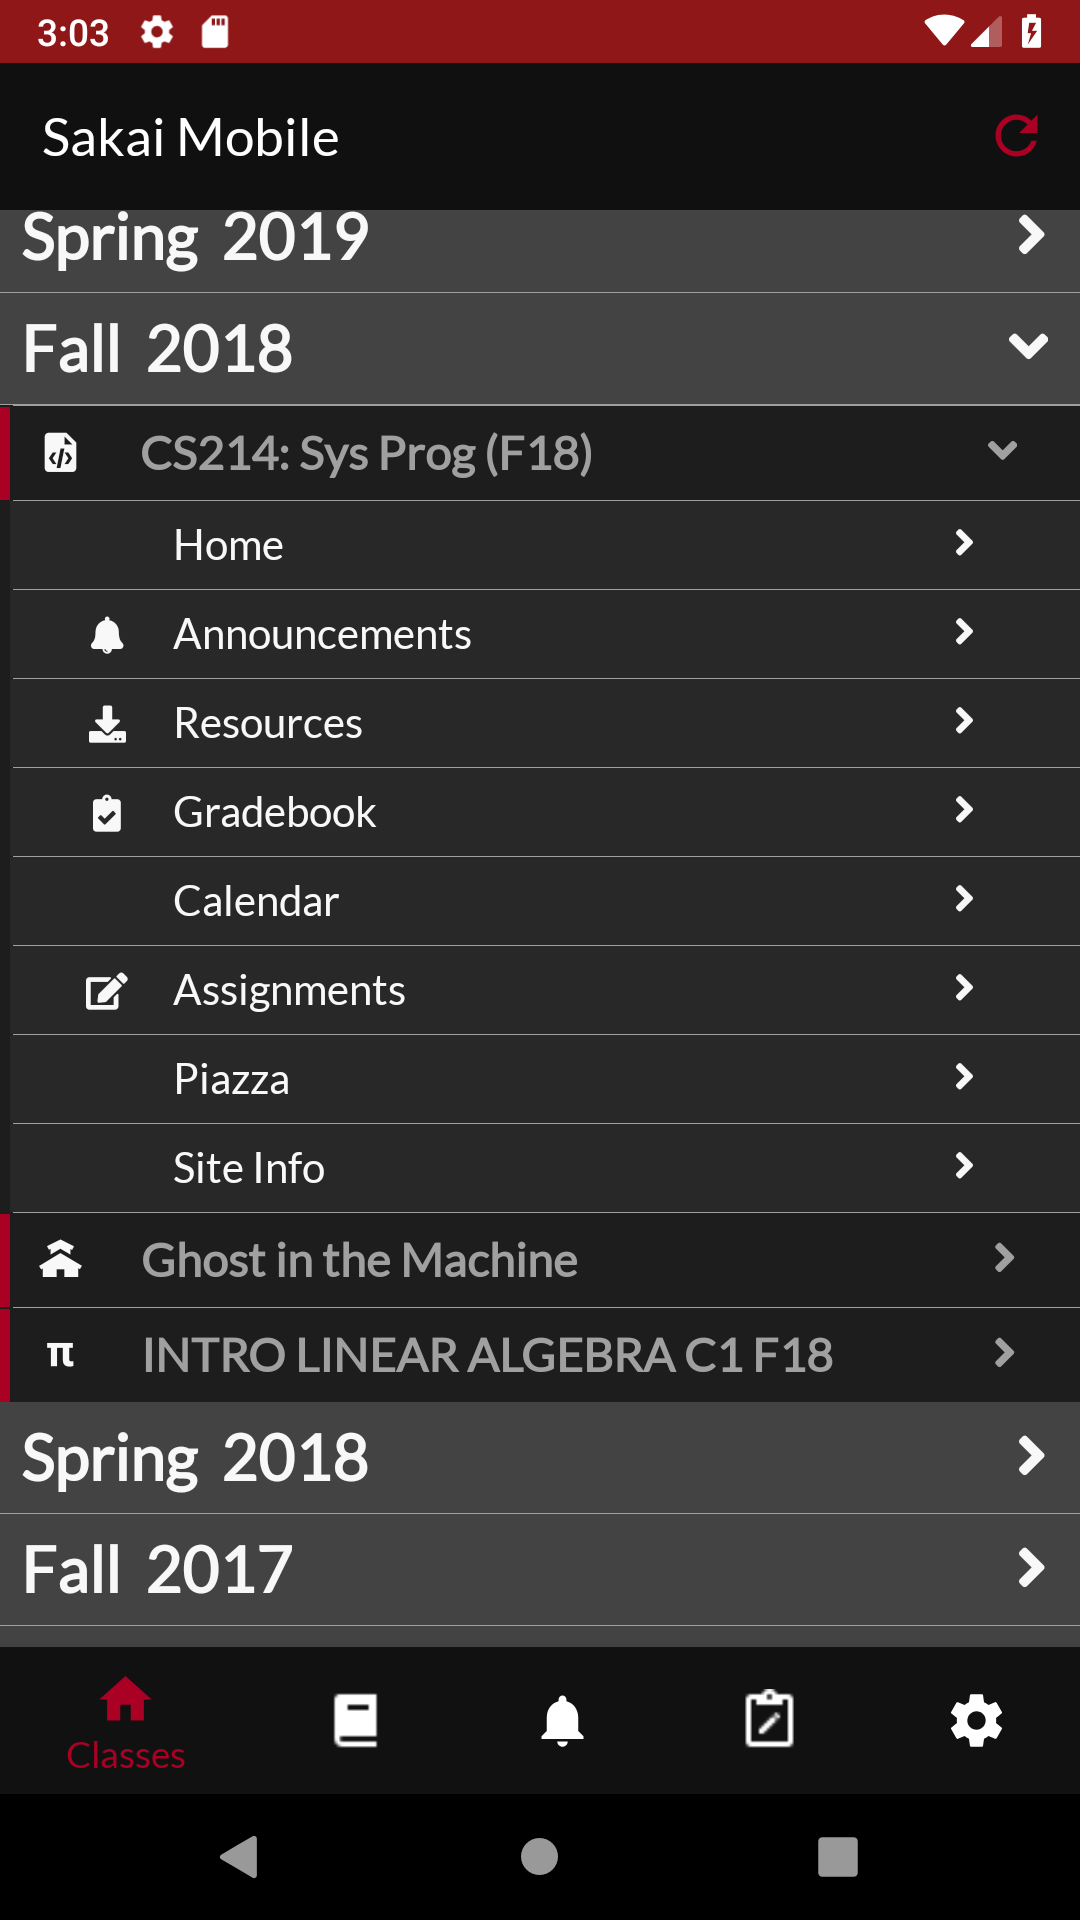 3:03
Sakai Mobile
Spring 2019
Fall 2018
CS214: Sys Prog (F18)
Home
Announcements
Resources
Gradebook
Calendar
Assignments
Piazza
Site Info
Ghost in the Machine
π INTRO LINEAR ALGEBRA C1 F18
Spring 2018
Fall 2017
Classes